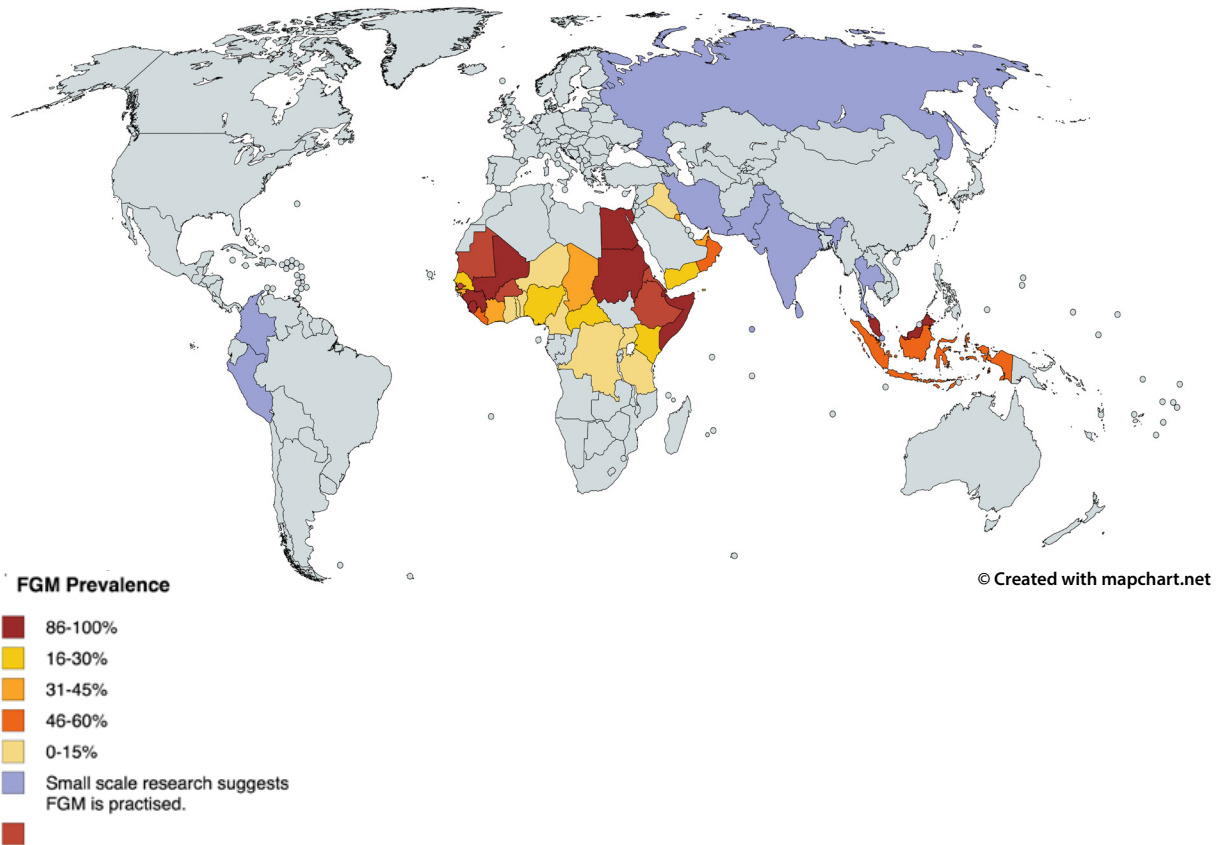 © Created with mapchart.net
FGM Prevalence
86-100%
16-30%
31-45%
46-60%
0-15%
Small scale research suggests
FGM is practised.